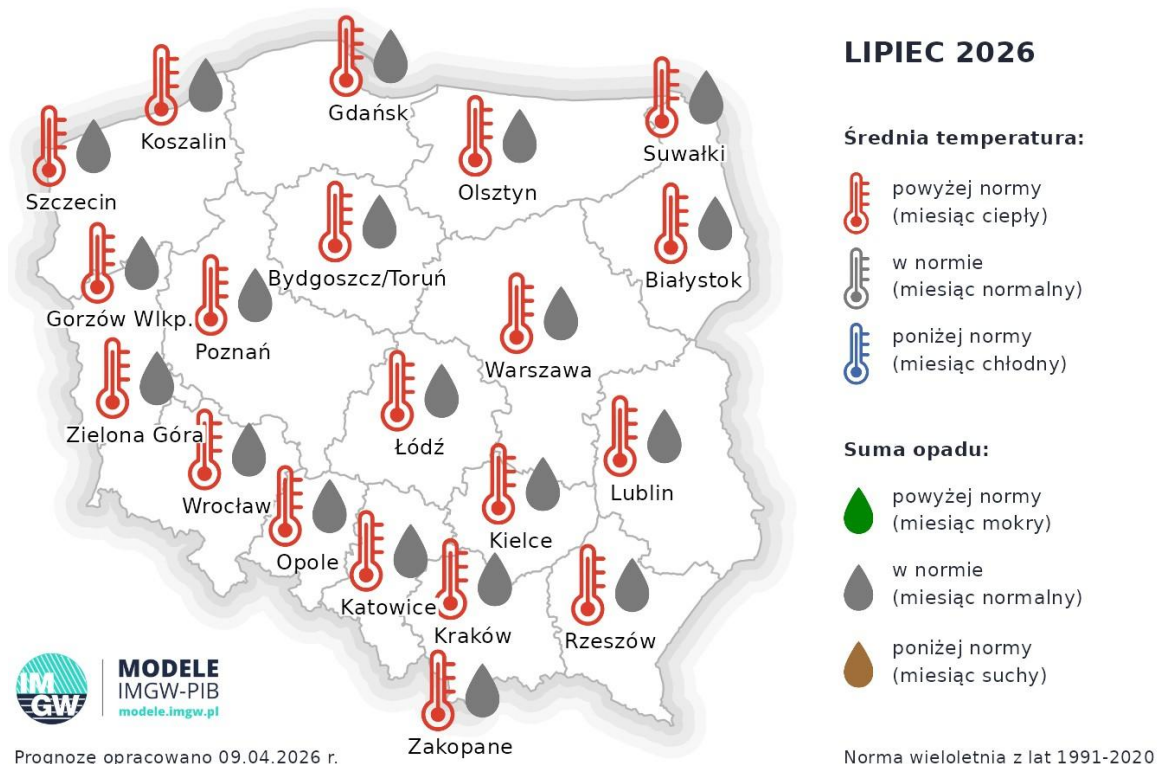 LIPIEC 2026
Średnia temperatura:
powyżej normy
(miesiąc ciepły)
w normie
(miesiąc normalny)
poniżej normy
(miesiąc chłodny)
Suma opadu:
powyżej normy
(miesiąc mokry)
w normie
(miesiąc normalny)
poniżej normy
(miesiąc suchy)
Gdańsk
Koszalin
Suwałki
Olsztyn
Szczecin
Bydgoszcz/Toruń
Białystok
Gorzów Wlkp.
Poznań
Warszawa
Zielona Góra
Łódź
Lublin
Wrocław
Kielce
Opole
Katowice
Kraków
Rzeszów
Zakopane
IM
GW
MODELE
IMGW-PIB
modele.imgw.pl
Prognozę opracowano 09.04.2026 r.
Norma wieloletnia z lat 1991-2020